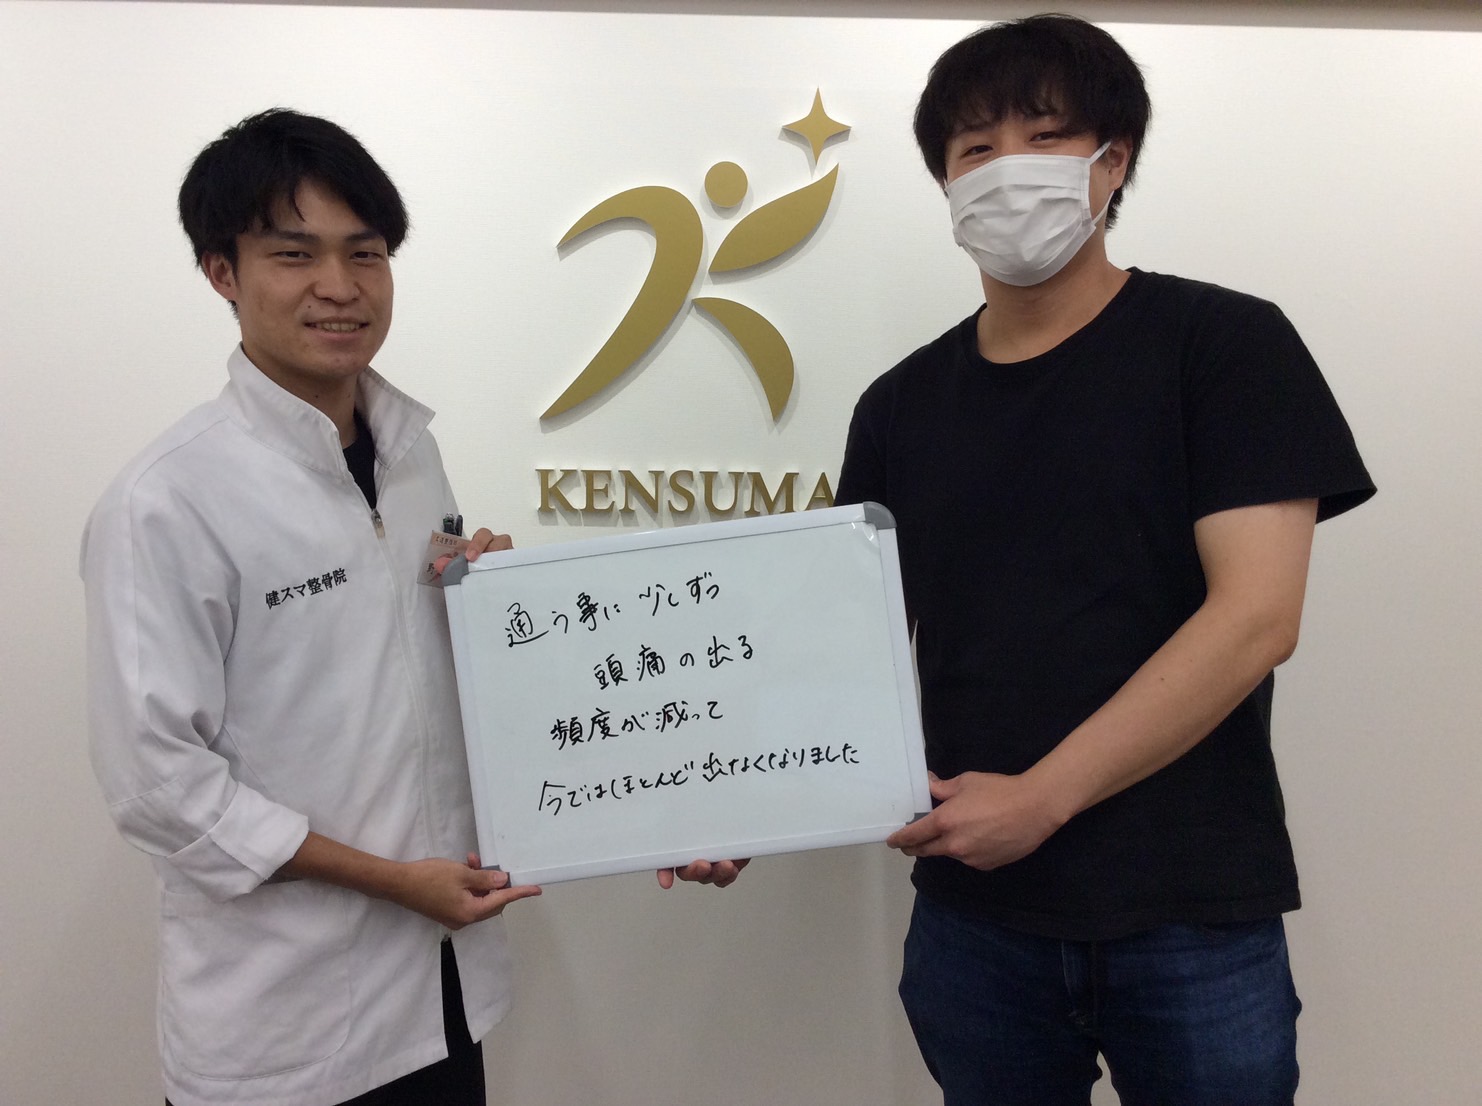 KENSUMA
健スマ整骨院
通う事に少しずつ
頭痛の出る
頻度が減って
今ではほとんど出なくなりました